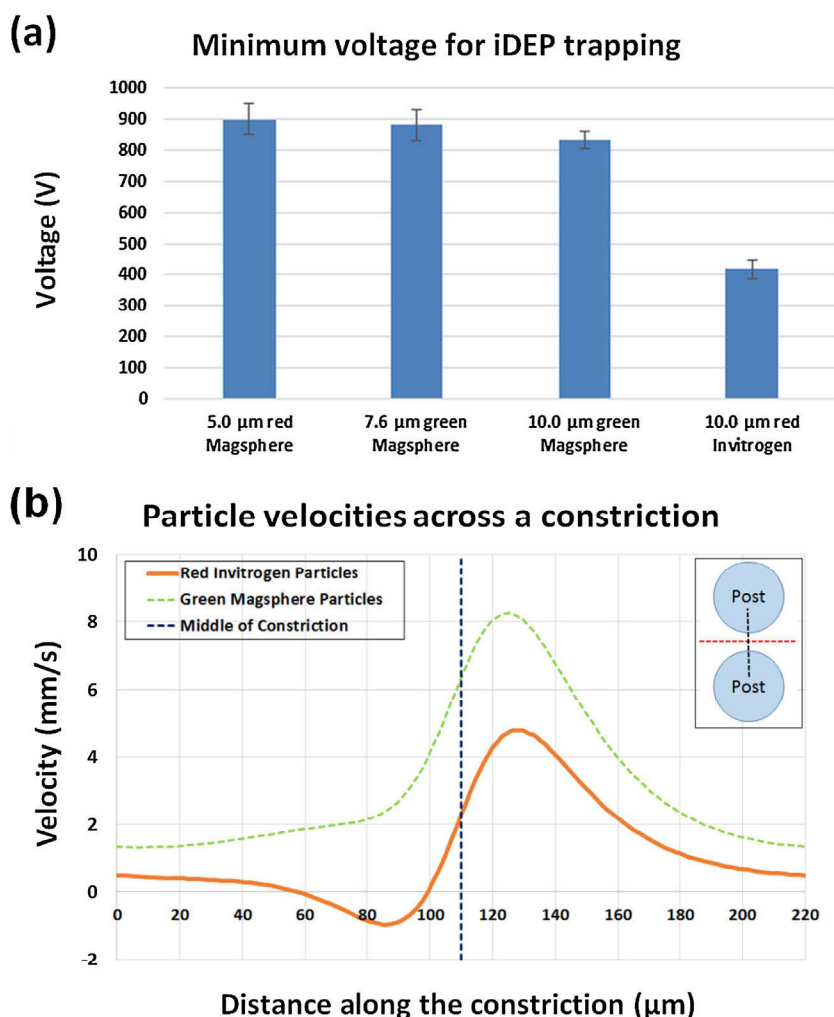 (a)
Minimum voltage for iDEP trapping
Voltage (V)
1000
900
800
700
600
500
400
300
200
100
0
5.0 µm red
Magsphere
7.6 µm green
Magsphere
10.0 µm green
Magsphere
10.0 µm red
Invitrogen
(b)
Particle velocities across a constriction
Velocity (mm/s)
10
8
6
4
2
0
-2
Red Invitrogen Particles
Green Magsphere Particles
Middle of Constriction
Post
Post
0 20 40 60 80 100 120 140 160 180 200 220
Distance along the constriction (µm)